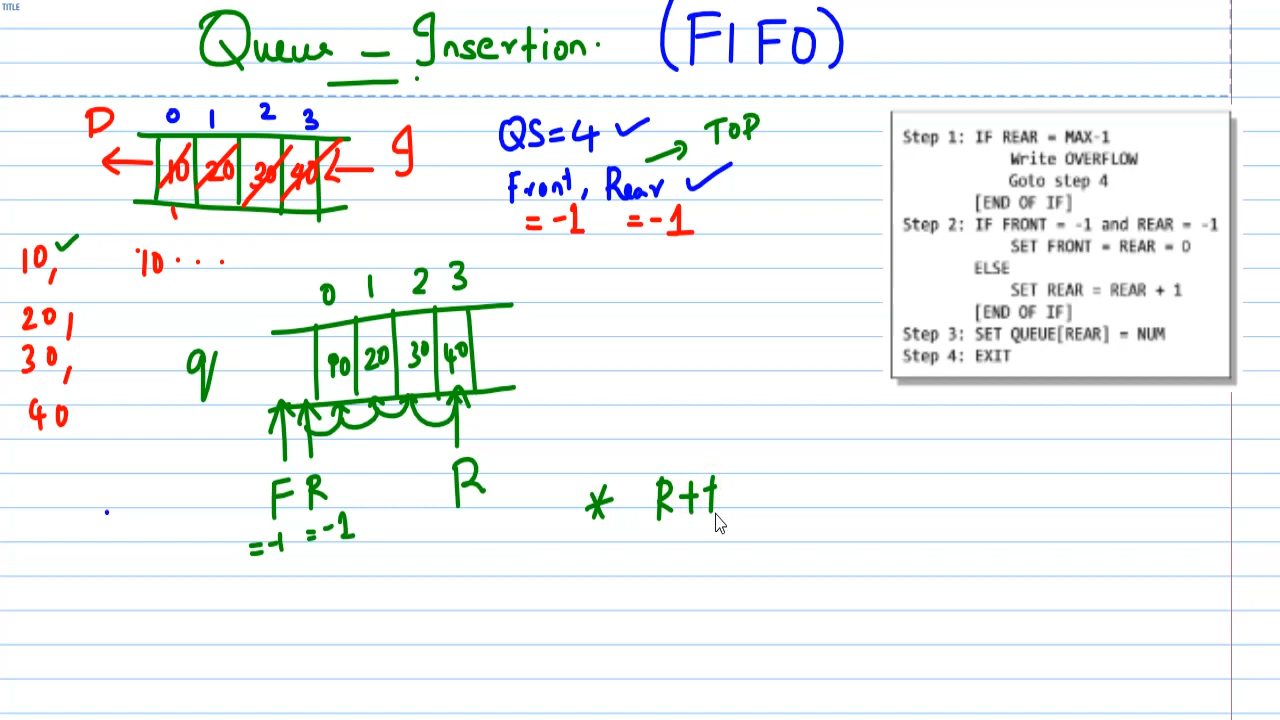 TITLE
Queue - Insertion. (FIFO)
D 0 1 2 3
10 20 30 40 I
QS=4 TOP
Front, Rear
=-1 =-1
10, 10 . . .
20,
30,
40
0 1 2 3
q 10 20 30 40
F R R
=-1 =-1
* R++
Step 1: IF REAR = MAX-1
Write OVERFLOW
Goto step 4
[END OF IF]
Step 2: IF FRONT = -1 and REAR = -1
SET FRONT = REAR = 0
ELSE
SET REAR = REAR + 1
[END OF IF]
Step 3: SET QUEUE[REAR] = NUM
Step 4: EXIT